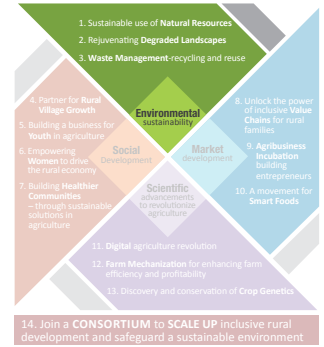 1. Sustainable use of Natural Resources
2. Rejuvenating Degraded Landscapes
3. Waste Management-recycling and reuse
Environmental
sustainability
4. Partner for Rural
Village Growth
5. Building a business for
Youth in agriculture
6. Empowering
Women to drive
the rural economy
7. Building Healthier
Communities
– through sustainable
solutions in
agriculture
Social
Development
Market
development
8. Unlock the power
of inclusive Value
Chains for rural
families
9. Agribusiness
Incubation
building
entrepreneurs
10. A movement for
Smart Foods
Scientific
advancements
to revolutionize
agriculture
11. Digital agriculture revolution
12. Farm Mechanization for enhancing farm
efficiency and profitability
13. Discovery and conservation of Crop Genetics
14. Join a CONSORTIUM to SCALE UP inclusive rural
development and safeguard a sustainable environment